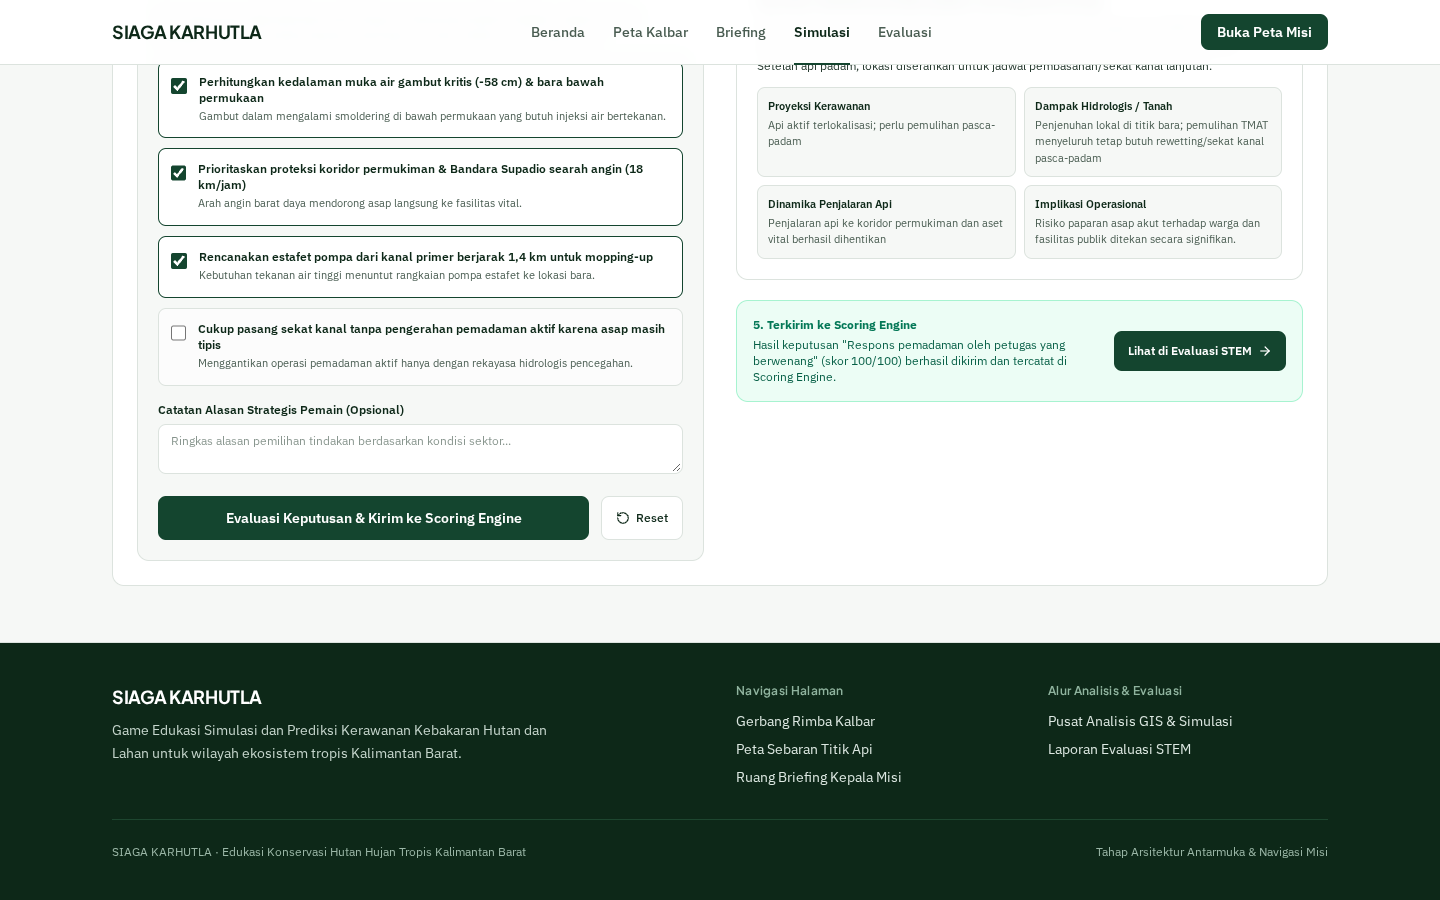 SIAGA KARHUTLA
Beranda
Peta Kalbar
Briefing
Simulasi
Evaluasi
Buka Peta Misi
Perhitungkan kedalaman muka air gambut kritis (-58 cm) & bara bawah
permukaan
Gambut dalam mengalami smoldering di bawah permukaan yang butuh injeksi air bertekanan.
Prioritaskan proteksi koridor permukiman & Bandara Supadio searah angin (18
km/jam)
Arah angin barat daya mendorong asap langsung ke fasilitas vital.
Rencanakan estafet pompa dari kanal primer berjarak 1,4 km untuk mopping-up
Kebutuhan tekanan air tinggi menuntut rangkaian pompa estafet ke lokasi bara.
Cukup pasang sekat kanal tanpa pengerahan pemadaman aktif karena asap masih
tipis
Menggantikan operasi pemadaman aktif hanya dengan rekayasa hidrologis pencegahan.
Catatan Alasan Strategis Pemain (Opsional)
Ringkas alasan pemilihan tindakan berdasarkan kondisi sektor...
Evaluasi Keputusan & Kirim ke Scoring Engine
Reset
Setelah api padam, lokasi diserahkan untuk jadwal pembasahan/sekat kanal lanjutan.
Proyeksi Kerawanan
Api aktif terlokalisasi; perlu pemulihan pasca-
padam
Dampak Hidrologis / Tanah
Penjenuhan lokal di titik bara; pemulihan TMAT
menyeluruh tetap butuh rewetting/sekat kanal
pasca-padam
Dinamika Penjalaran Api
Penjalaran api ke koridor permukiman dan aset
vital berhasil dihentikan
Implikasi Operasional
Risiko paparan asap akut terhadap warga dan
fasilitas publik ditekan secara signifikan.
5. Terkirim ke Scoring Engine
Hasil keputusan "Respons pemadaman oleh petugas yang
berwenang" (skor 100/100) berhasil dikirim dan tercatat di
Scoring Engine.
Lihat di Evaluasi STEM →
SIAGA KARHUTLA
Game Edukasi Simulasi dan Prediksi Kerawanan Kebakaran Hutan dan
Lahan untuk wilayah ekosistem tropis Kalimantan Barat.
Navigasi Halaman
Gerbang Rimba Kalbar
Peta Sebaran Titik Api
Ruang Briefing Kepala Misi
Alur Analisis & Evaluasi
Pusat Analisis GIS & Simulasi
Laporan Evaluasi STEM
SIAGA KARHUTLA · Edukasi Konservasi Hutan Hujan Tropis Kalimantan Barat
Tahap Arsitektur Antarmuka & Navigasi Misi